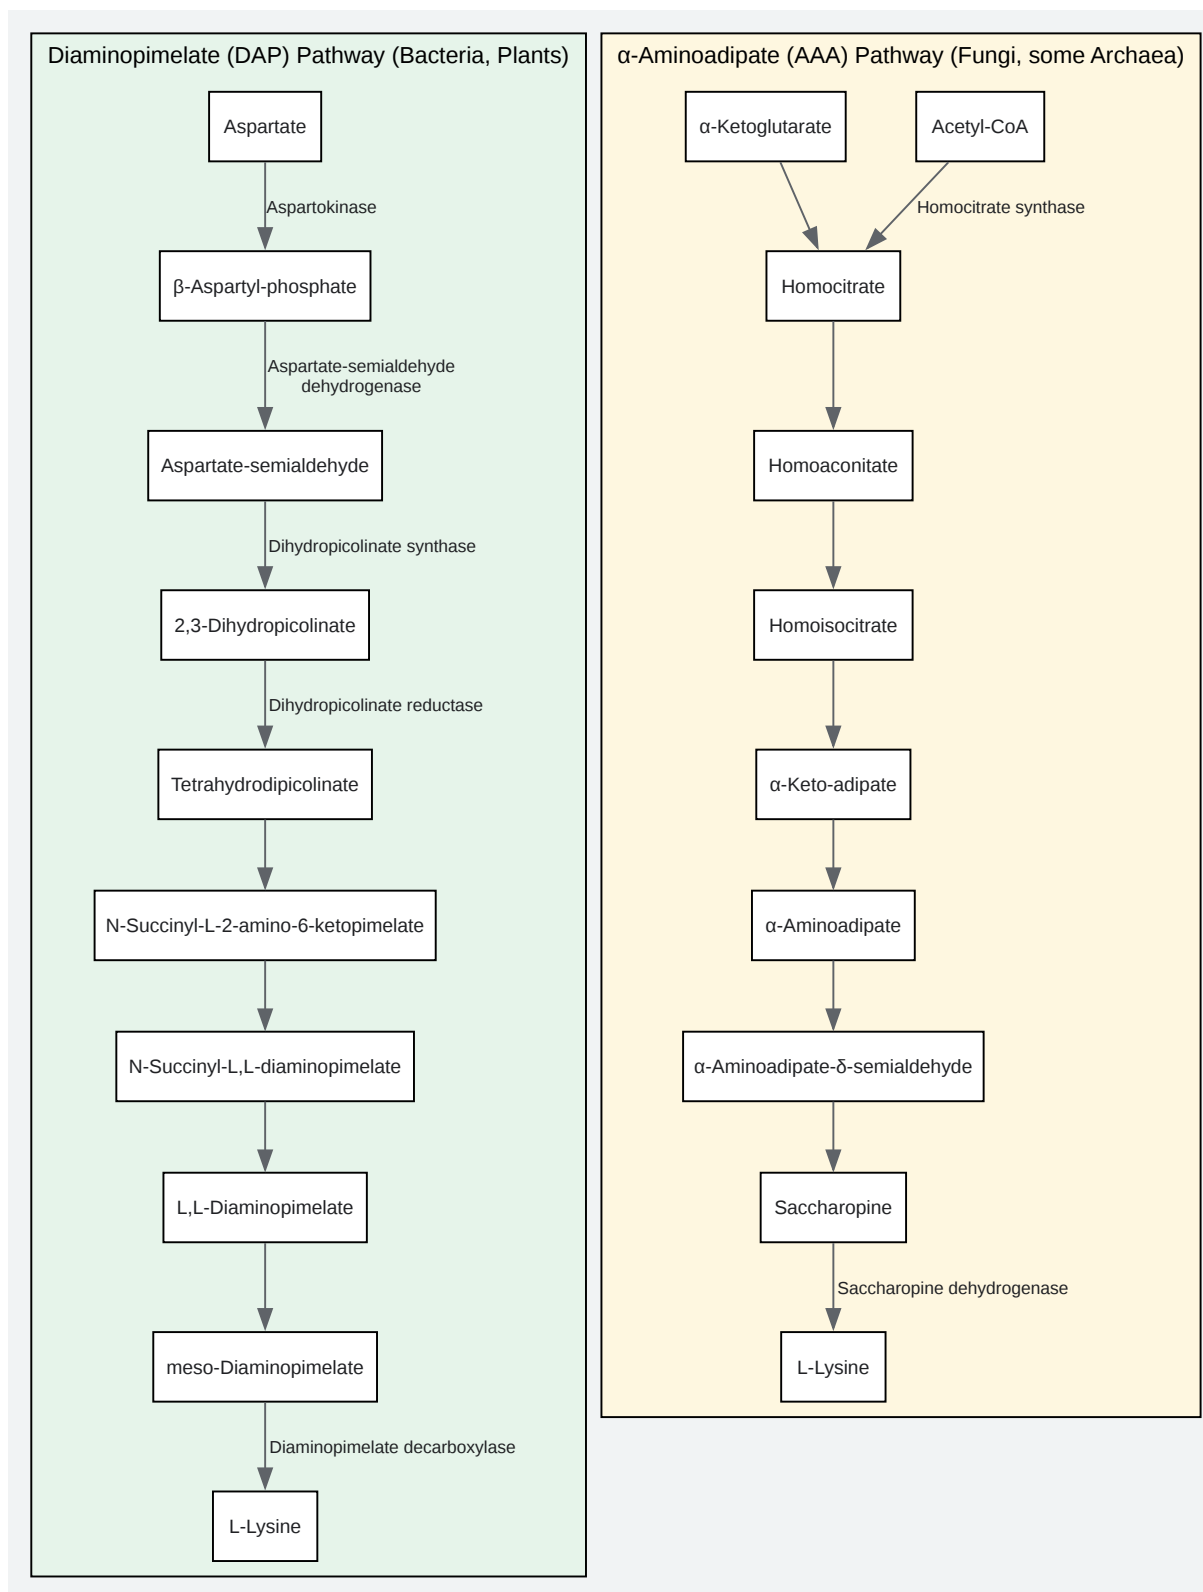 Diaminopimelate (DAP) Pathway (Bacteria, Plants)
Aspartate
Aspartokinase
β-Aspartyl-phosphate
Aspartate-semialdehyde
dehydrogenase
Aspartate-semialdehyde
Dihydropicolinate synthase
2,3-Dihydropicolinate
Dihydropicolinate reductase
Tetrahydrodipicolinate
N-Succinyl-L-2-amino-6-ketopimelate
N-Succinyl-L,L-diaminopimelate
L,L-Diaminopimelate
meso-Diaminopimelate
Diaminopimelate decarboxylase
L-Lysine
α-Aminoadipate (AAA) Pathway (Fungi, some Archaea)
α-Ketoglutarate
Acetyl-CoA
Homocitrate synthase
Homocitrate
Homoaconitate
Homoisocitrate
α-Keto-adipate
α-Aminoadipate
α-Aminoadipate-δ-semialdehyde
Saccharopine
Saccharopine dehydrogenase
L-Lysine